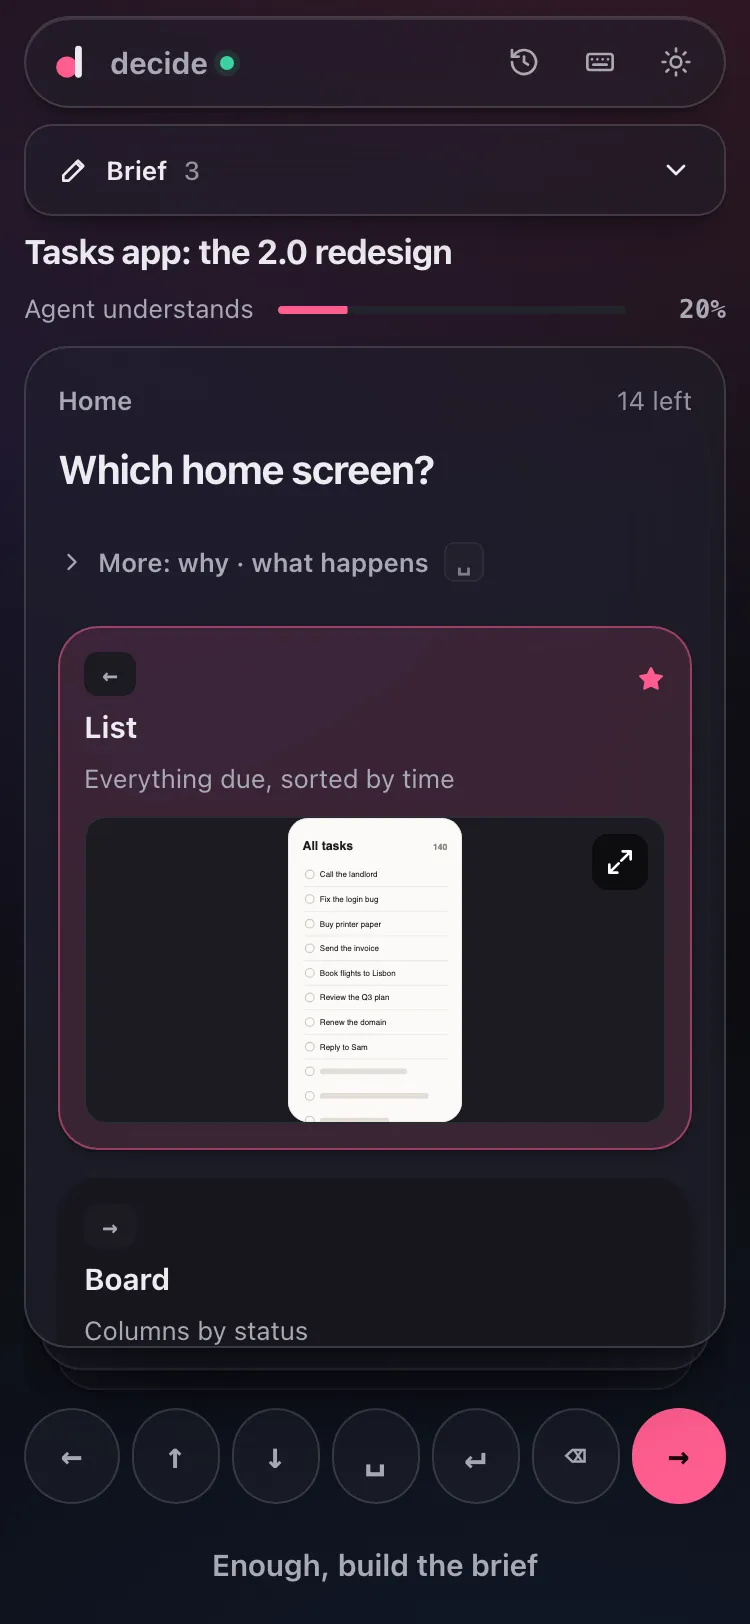 decide
Brief 3
Tasks app: the 2.0 redesign
Agent understands 20%
Home 14 left
Which home screen?
More: why · what happens ␣
←
List
Everything due, sorted by time
All tasks 140
Call the landlord
Fix the login bug
Buy printer paper
Send the invoice
Book flights to Lisbon
Review the Q3 plan
Renew the domain
Reply to Sam
→
Board
Columns by status
← ↑ ↓ ␣ ↵ ⌫ →
Enough, build the brief